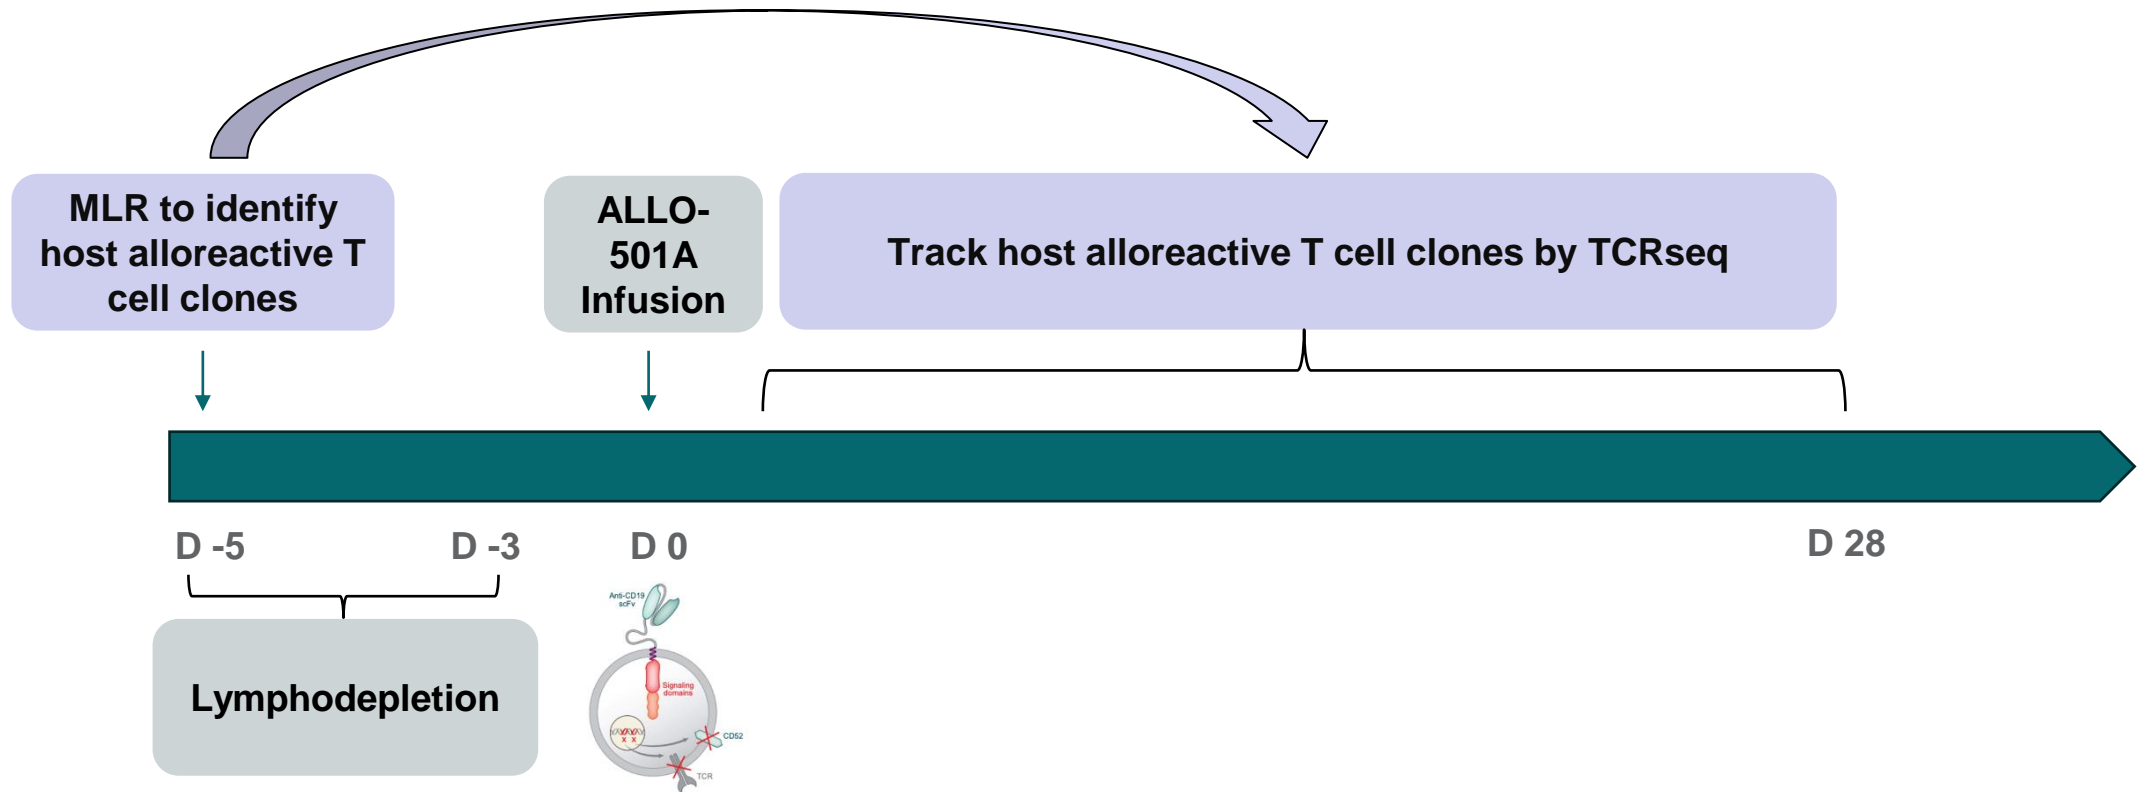 MLR to identify
host alloreactive T
cell clones
ALLO-
501A
Infusion
Track host alloreactive T cell clones by TCRseq
D -5
D -3
D 0
D 28
Lymphodepletion
Anti-CD19
scFv
Signaling
domains
X X
CD52
TCR